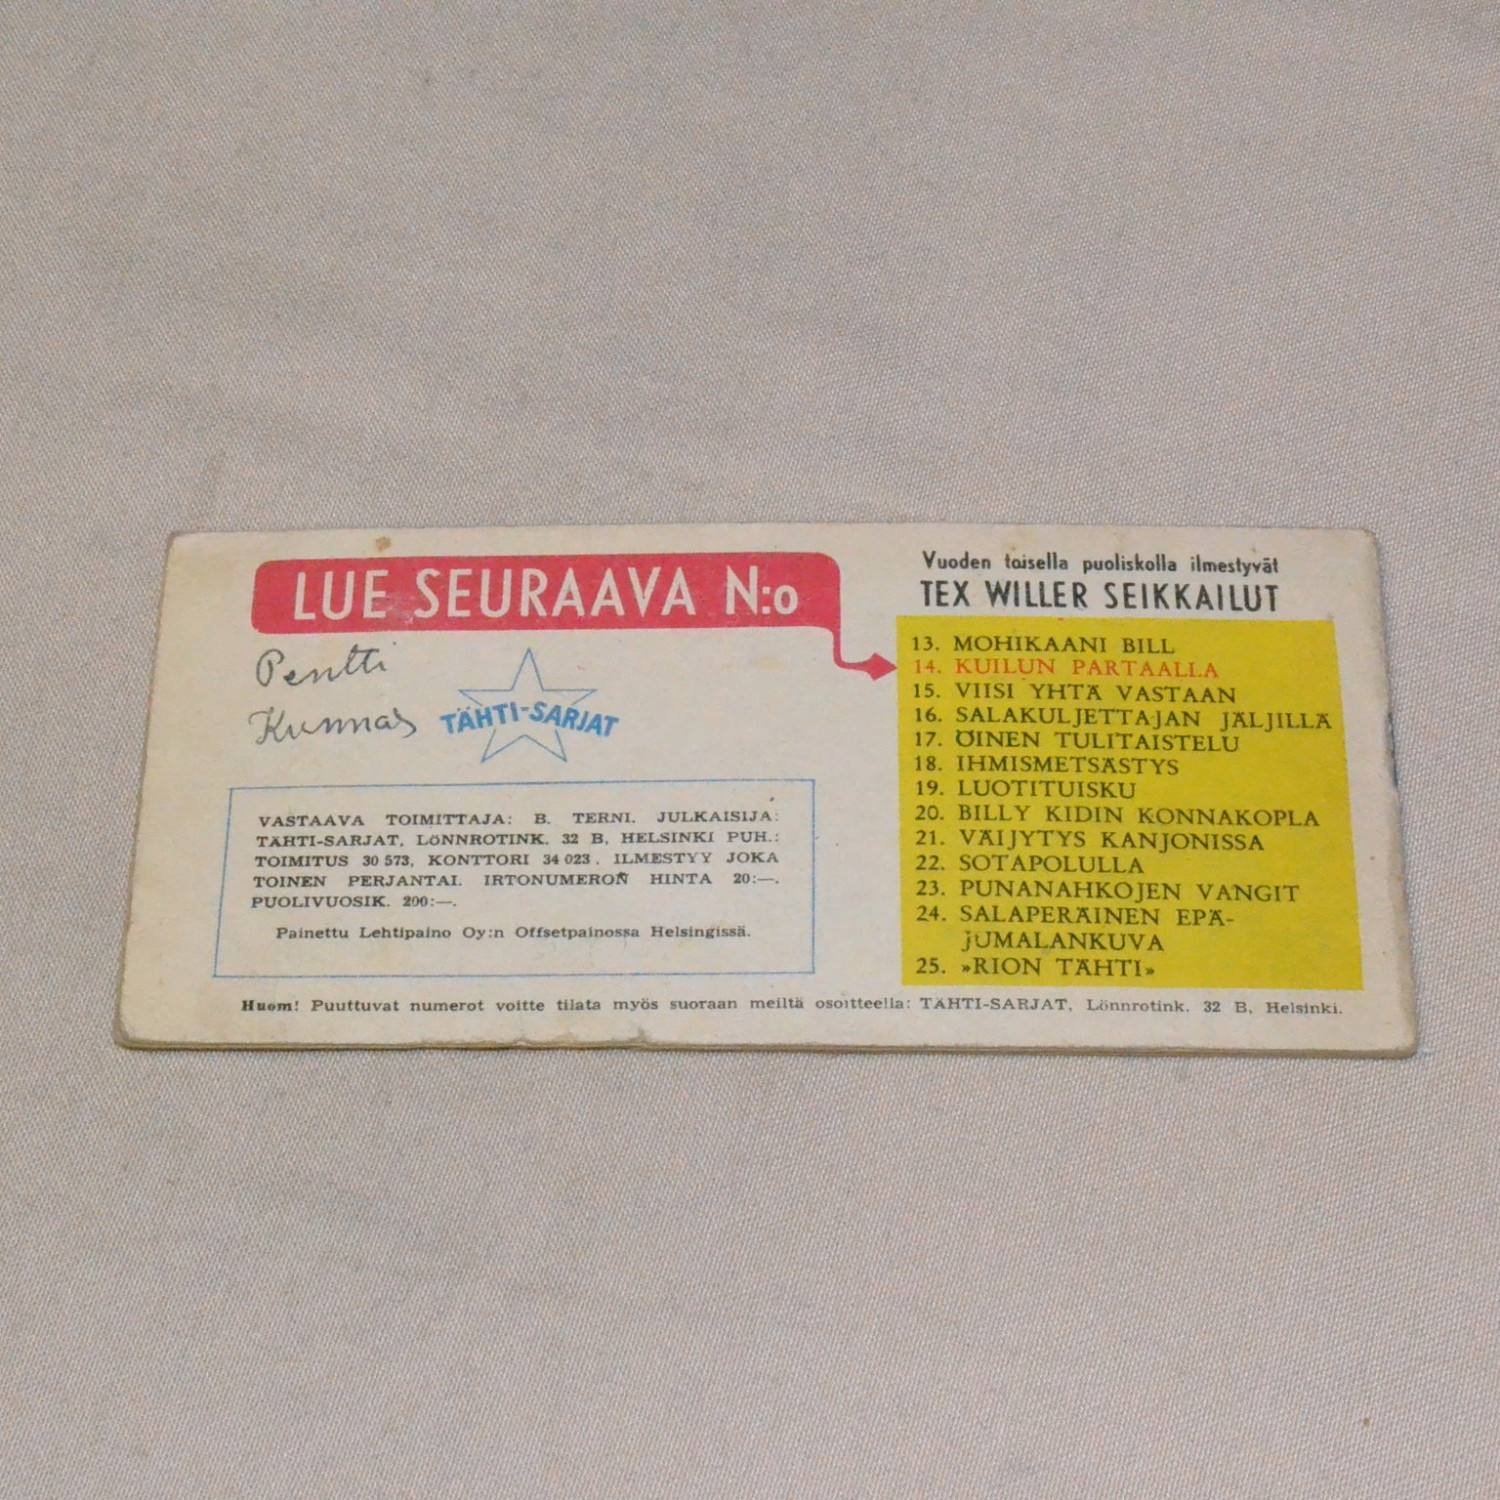 LUE SEURAAVA N:o
Pentti
Kunnas
TÄHTI-SARJAT
VASTAAVA TOIMITTAJA: B. TERNI. JULKAISIJA:
TÄHTI-SARJAT, LÖNNROTINK. 32 B, HELSINKI PUH.:
TOIMITUS 30 573, KONTTORI 34 023. ILMESTYY JOKA
TOINEN PERJANTAI. IRTONUMERON HINTA 20:—.
PUOLIVUOSIK. 200:—.
Painettu Lehtipaino Oy:n Offsetpainossa Helsingissä.
Vuoden toisella puoliskolla ilmestyvät
TEX WILLER SEIKKAILUT
13. MOHIKAANI BILL
14. KUILUN PARTAALLA
15. VIISI YHTÄ VASTAAN
16. SALAKULJETTAJAN JÄLJILLÄ
17. ÖINEN TULITAISTELU
18. IHMISMETSÄSTYS
19. LUOTITUISKU
20. BILLY KIDIN KONNAKOPLA
21. VÄIJYTYS KANJONISSA
22. SOTAPOLULLA
23. PUNANAHKOJEN VANGIT
24. SALAPERÄINEN EPÄ-
JUMALANKUVA
25. »RION TÄHTI»
Huom! Puuttuvat numerot voitte tilata myös suoraan meiltä osoitteella: TÄHTI-SARJAT, Lönnrotink. 32 B, Helsinki.